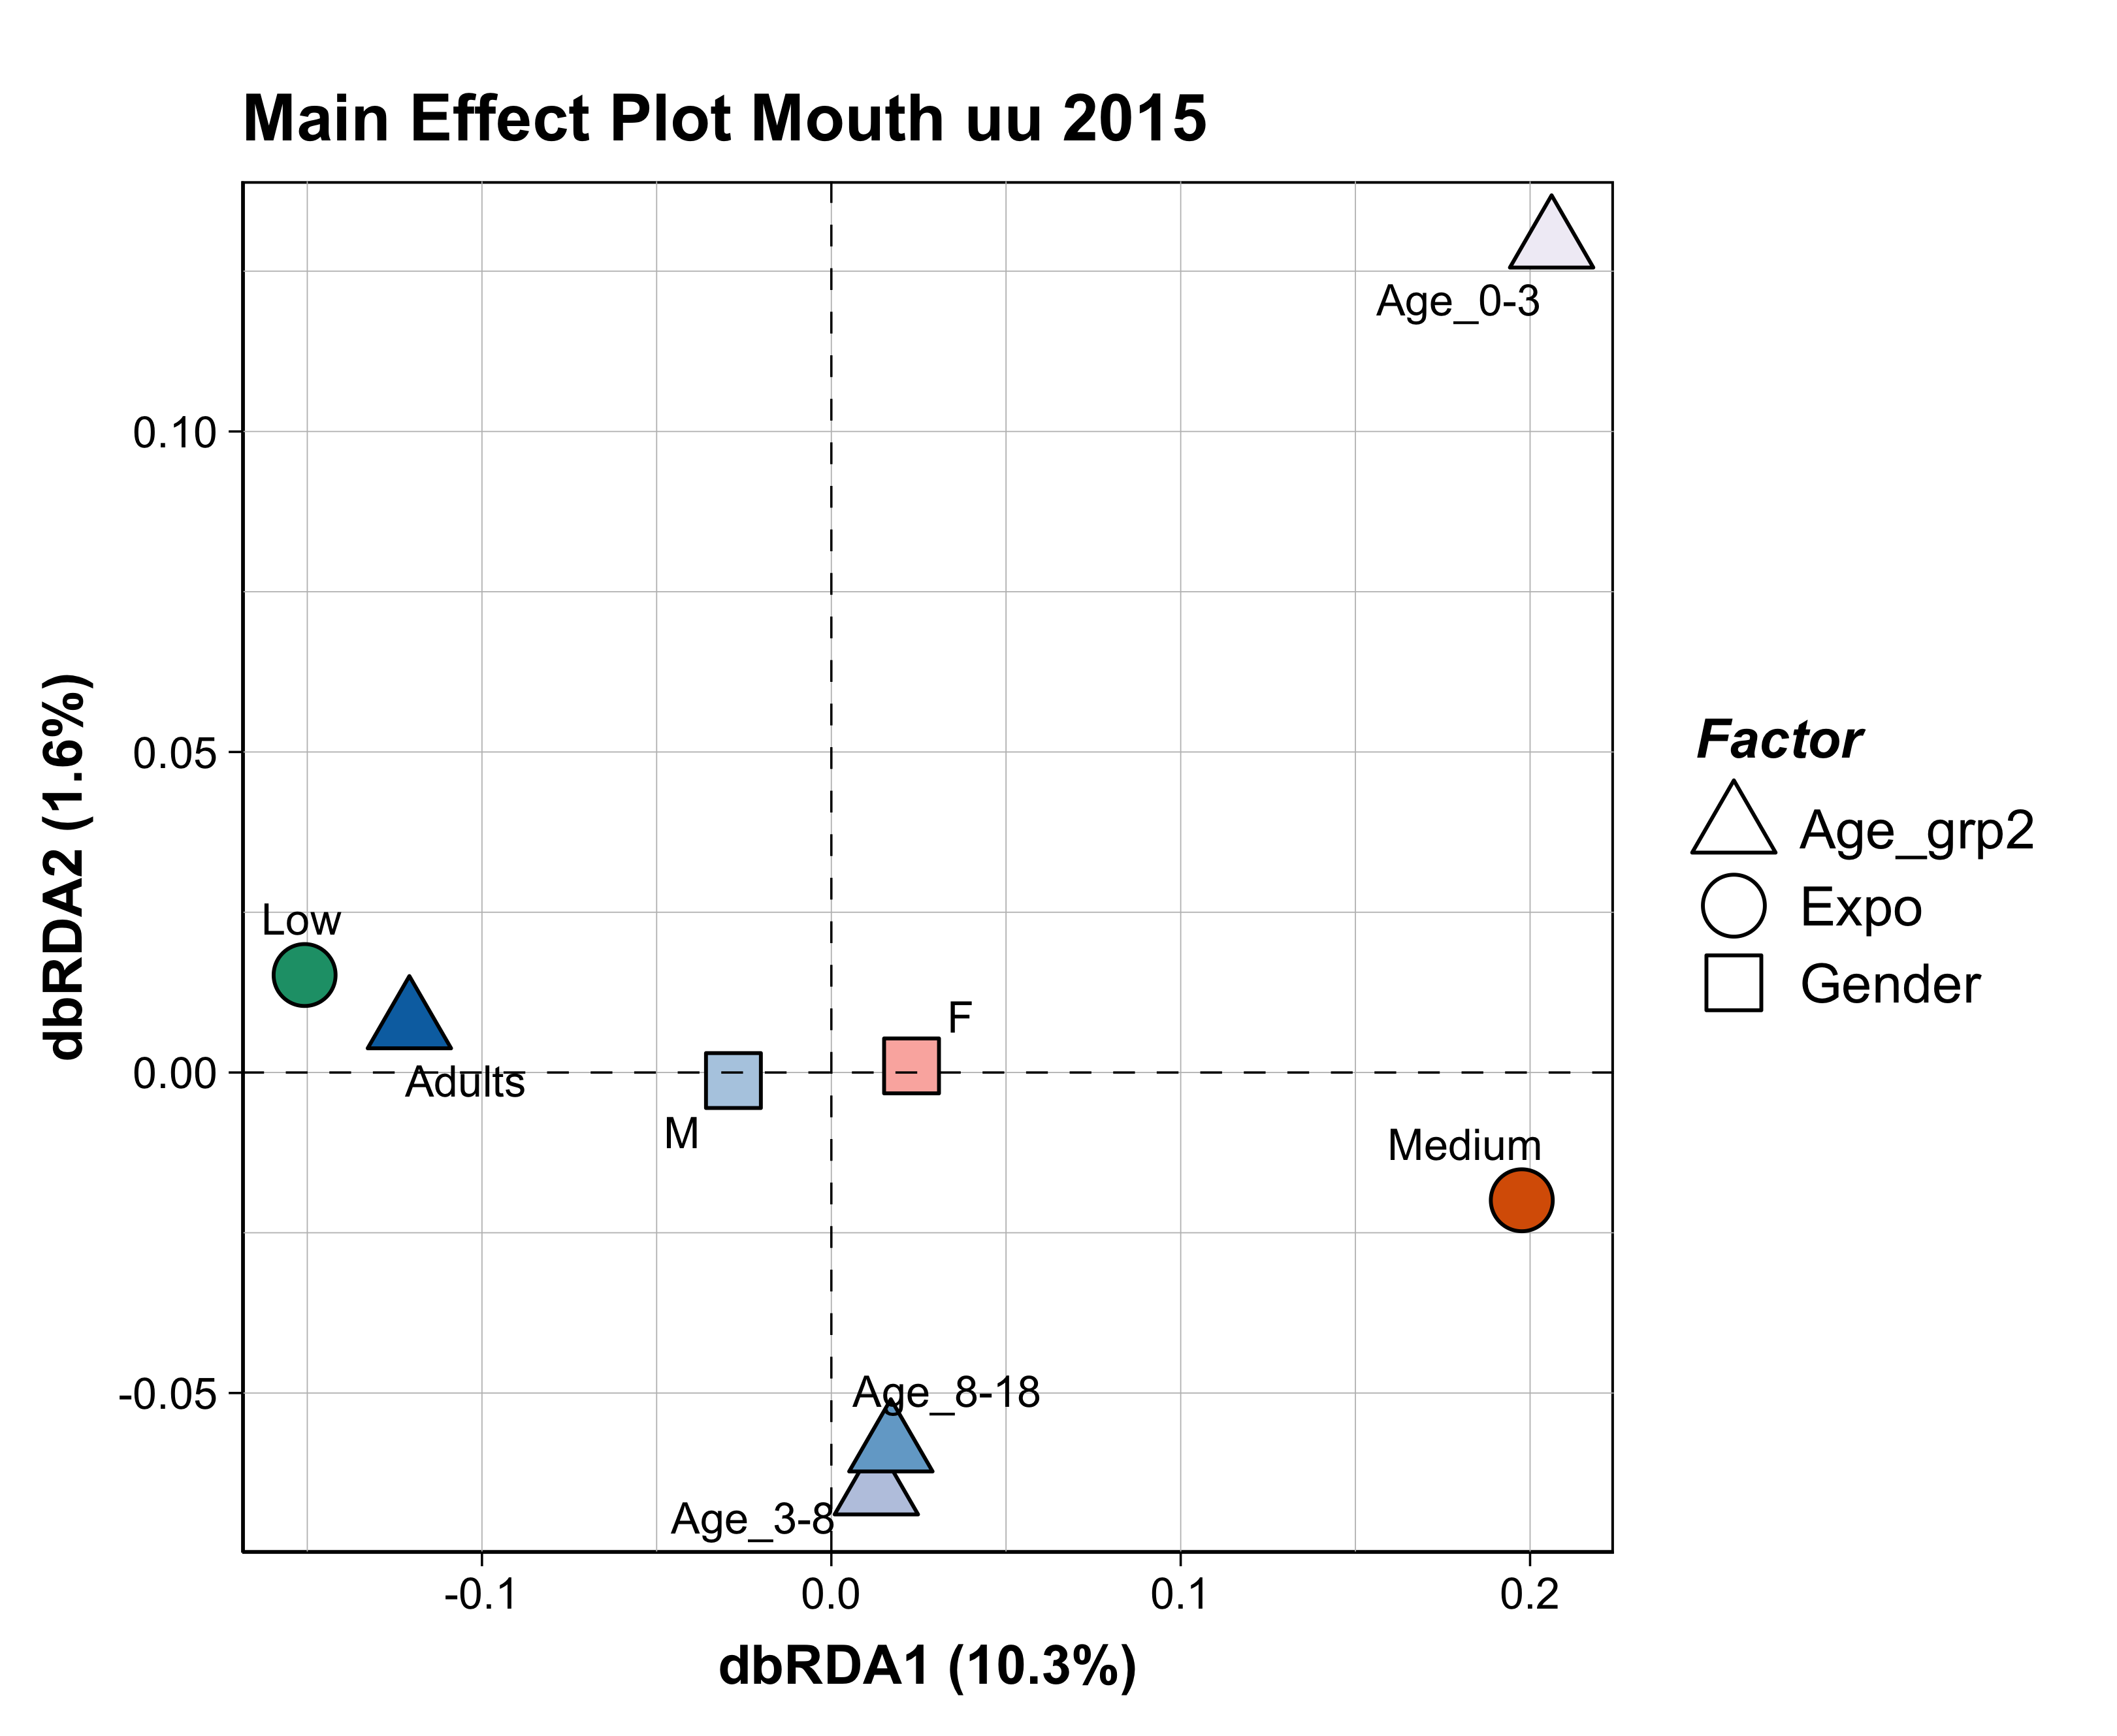 Main Effect Plot Mouth uu 2015
Age_0-3
0.10
0.05
Low
F
0.00
Adults
M
Medium
-0.05
Age_8-18
Age_3-8
-0.1
0.0
0.1
0.2
dbRDA1 (10.3%)
dbRDA2 (1.6%)
Factor
Age_grp2
Expo
Gender